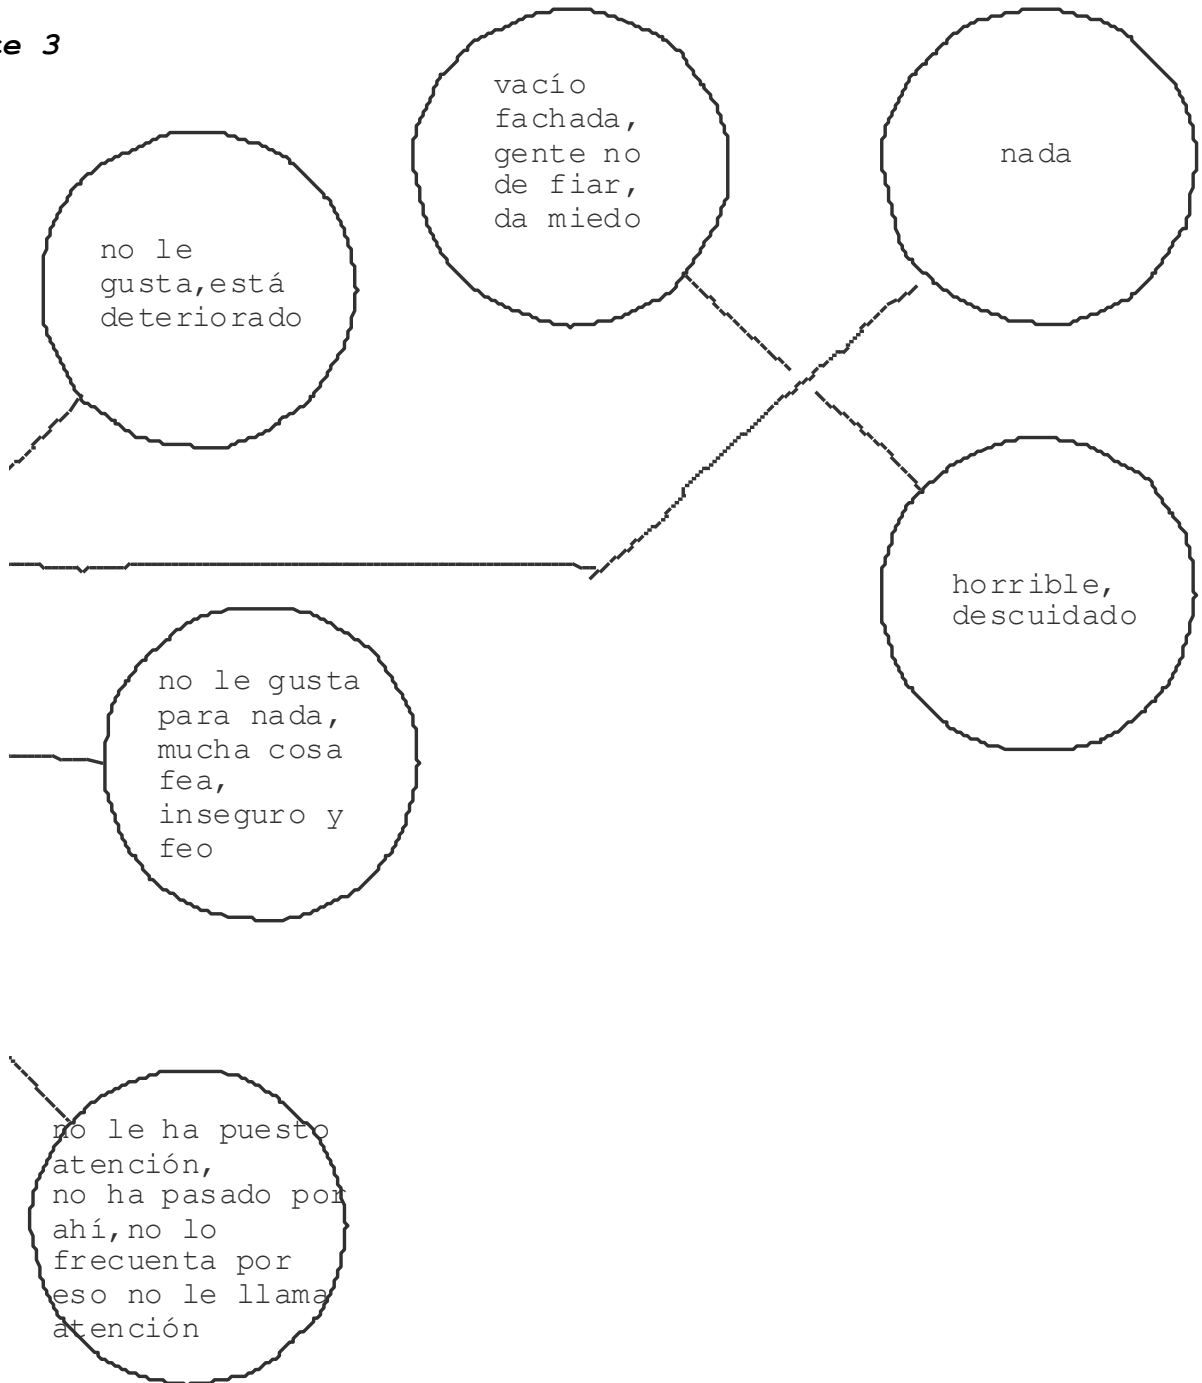 e 3
vacío
fachada,
gente no
de fiar,
da miedo
nada
no le
gusta,está
deteriorado
horrible,
descuidado
no le gusta
para nada,
mucha cosa
fea,
inseguro y
feo
no le ha puesto
atención,
no ha pasado por
ahí,no lo
frecuenta por
eso no le llama
atención